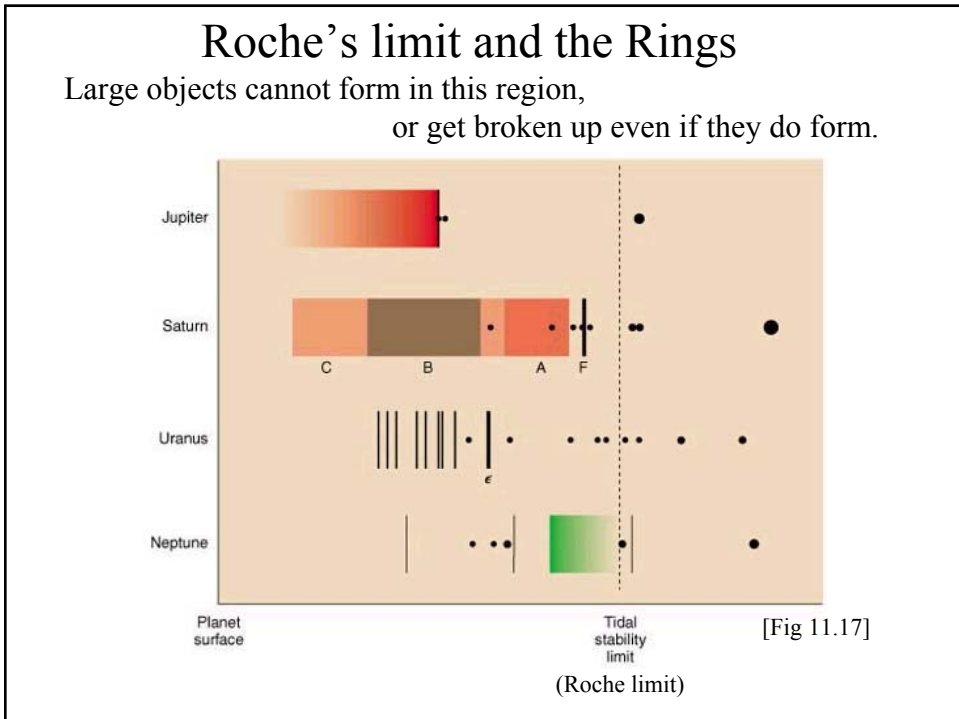 Roche’s limit and the Rings
Large objects cannot form in this region,
or get broken up even if they do form.
Jupiter
Saturn
C B A F
Uranus
ϵ
Neptune
Planet
surface
Tidal
stability
limit
[Fig 11.17]
(Roche limit)